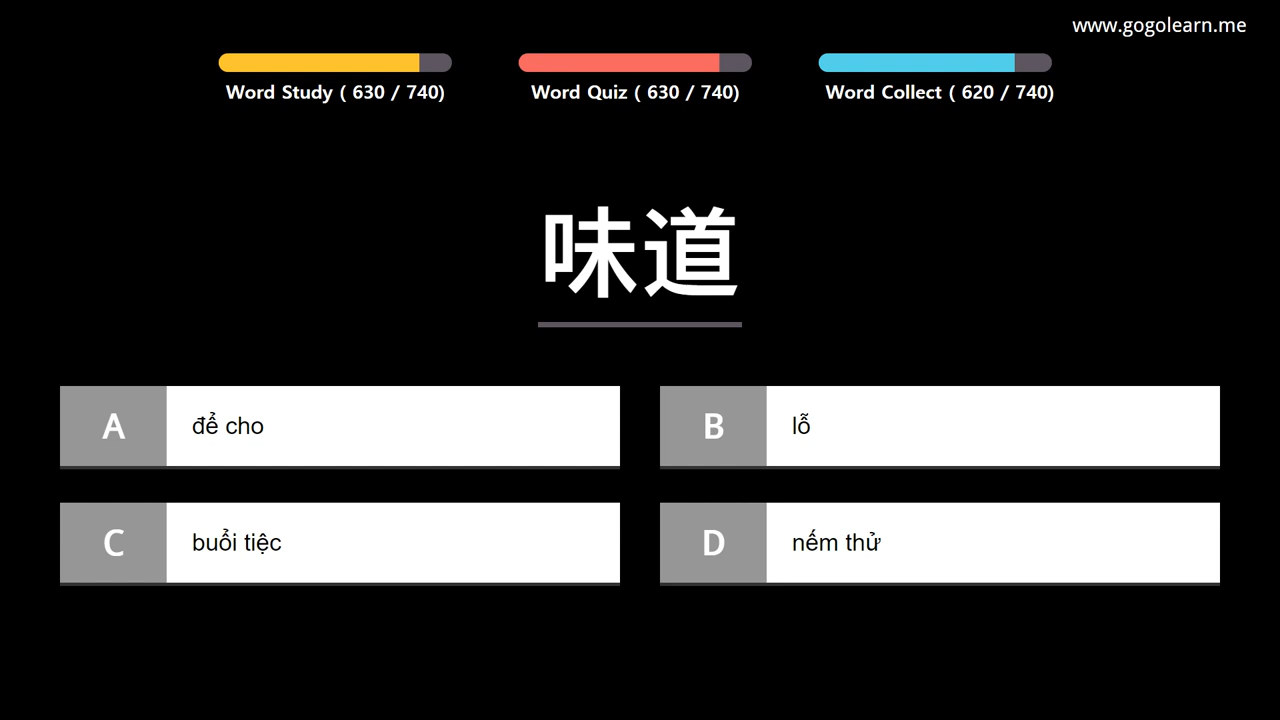 www.gogolearn.me
Word Study ( 630 / 740)
Word Quiz ( 630 / 740)
Word Collect ( 620 / 740)
味道
A
để cho
B
lỗ
C
buổi tiệc
D
nếm thử